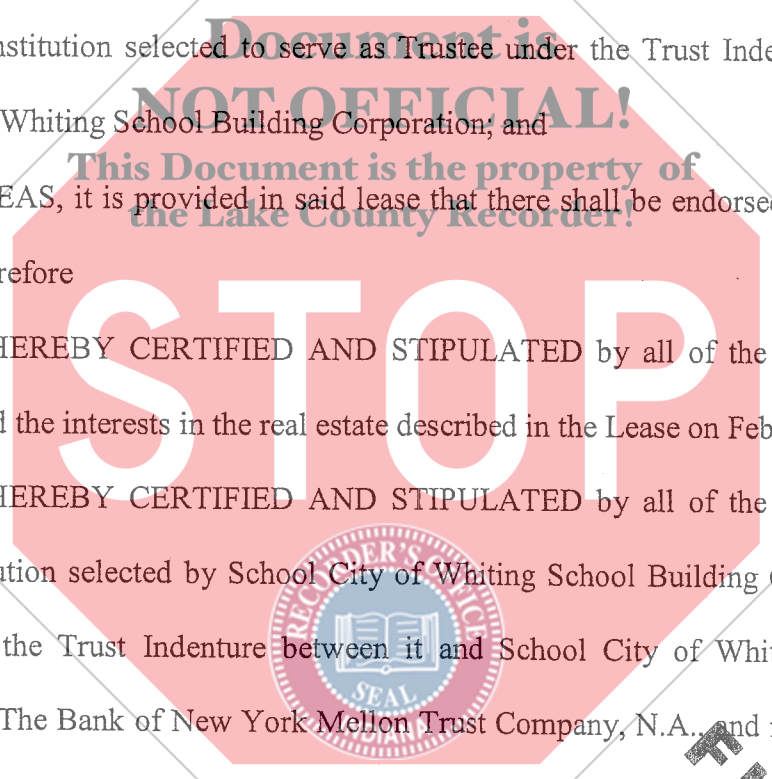 Document is
nstitution selected to serve as Trustee under the Trust Inde
NOT OFFICIAL!
Whiting School Building Corporation; and
This Document is the property of
EAS, it is provided in said lease that there shall be endorse
the Lake County Recorder!
refore
STOP
HEREBY CERTIFIED AND STIPULATED by all of the
d the interests in the real estate described in the Lease on Feb
HEREBY CERTIFIED AND STIPULATED by all of the
RECORDER'S OFFICE
ution selected by School City of Whiting School Building
the Trust Indenture between it and School City of Whit
SEAL
INDIANA
The Bank of New York Mellon Trust Company, N.A., and